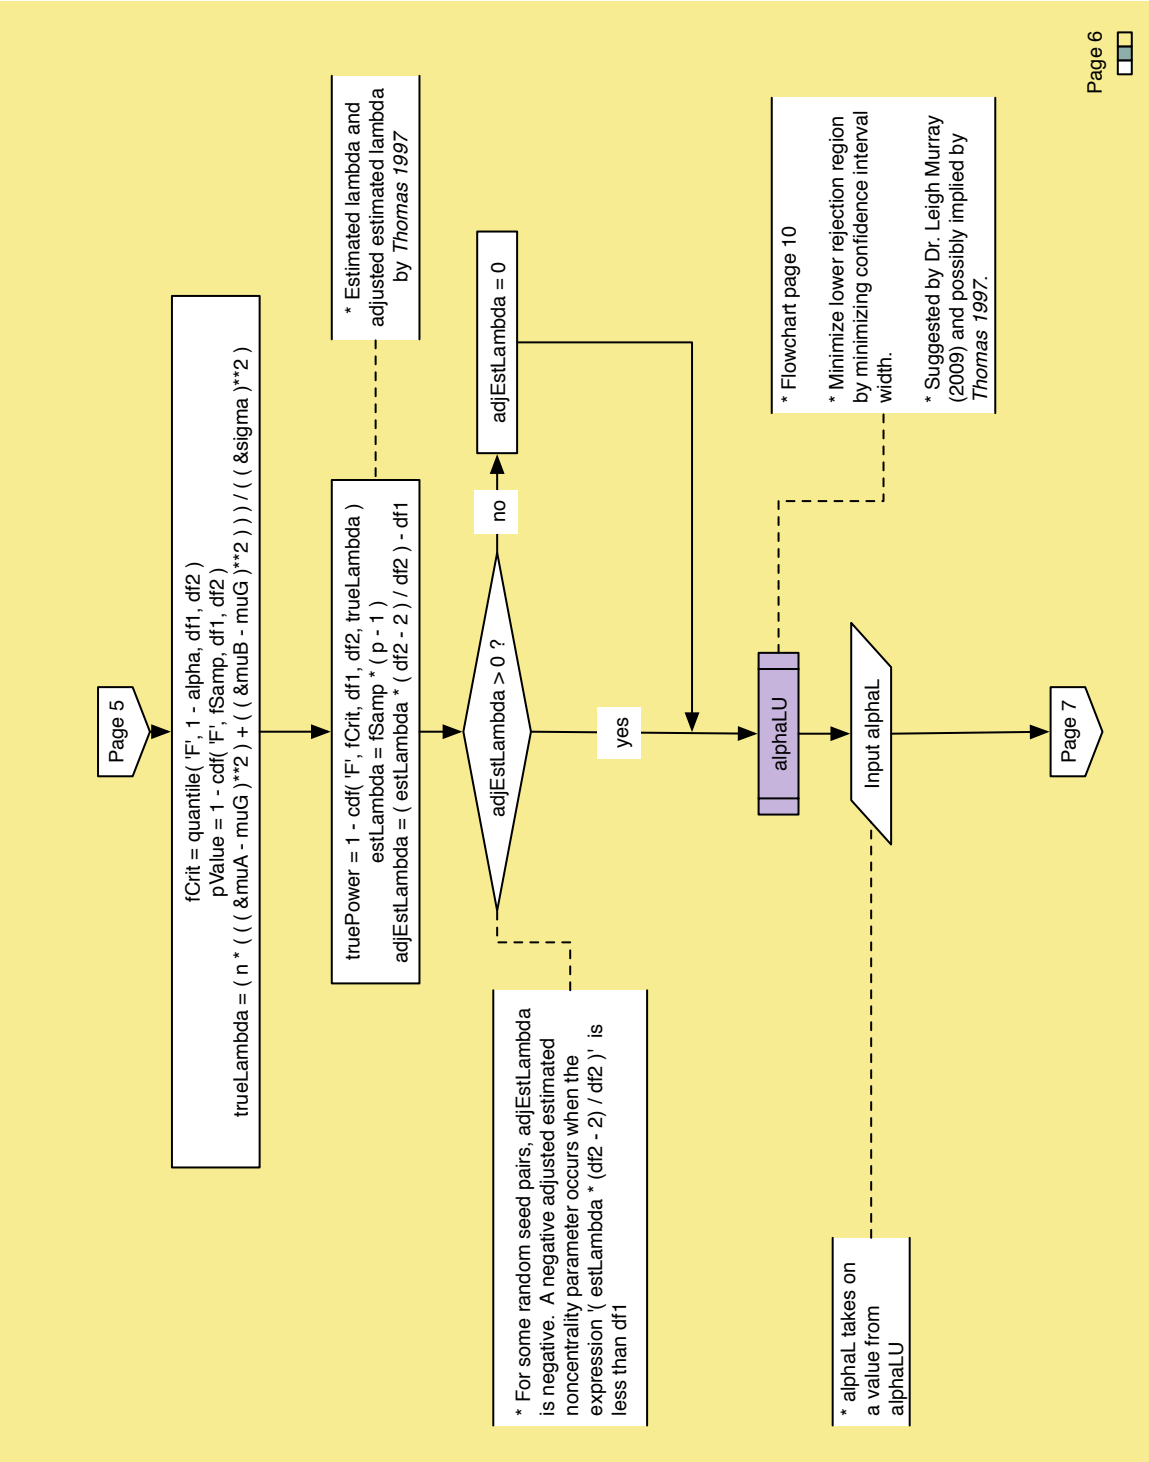 Page 5
fCrit = quantile( 'F', 1 - alpha, df1, df2 )
pValue = 1 - cdf( 'F', fSamp, df1, df2 )
trueLambda = ( n * ( ( ( &muA - muG )**2 ) + ( ( &muB - muG )**2 ) ) ) / ( ( &sigma )**2 )
truePower = 1 - cdf( 'F', fCrit, df1, df2, trueLambda )
estLambda = fSamp * ( p - 1 )
adjEstLambda = ( estLambda * ( df2 - 2 ) / df2 ) - df1
* Estimated lambda and
adjusted estimated lambda
by Thomas 1997
adjEstLambda > 0 ?
no
adjEstLambda = 0
yes
* For some random seed pairs, adjEstLambda
is negative. A negative adjusted estimated
noncentrality parameter occurs when the
expression '( estLambda * (df2 - 2) / df2 )' is
less than df1
alphaLU
* Flowchart page 10
* Minimize lower rejection region
by minimizing confidence interval
width.
* Suggested by Dr. Leigh Murray
(2009) and possibly implied by
Thomas 1997.
Input alphaL
* alphaL takes on
a value from
alphaLU
Page 7
Page 6